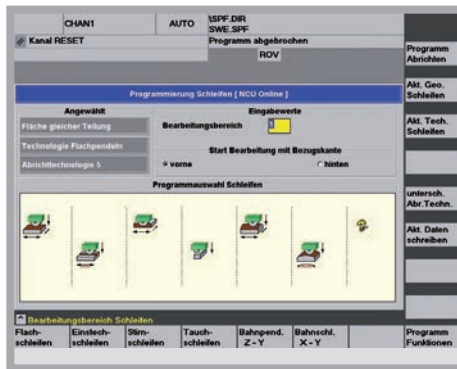 CHAN1
AUTO
\SPF.DIR
SWE.SPF
Kanal RESET
Programm abgebrochen
ROV
Programm
Abrichten
Programmierung Schleifen [ NCU Online ]
Akt. Geo.
Schleifen
Angewählt
Eingabewerte
Fläche gleicher Teilung
Bearbeitungsbereich
1
Akt. Tech.
Schleifen
Technologie Flachpendeln
Start Bearbeitung mit Bezugskante
Abrichttechnologie 5
vorne
hinten
Programmauswahl Schleifen
untersch.
Abr.Techn.
Akt. Daten
schreiben
Bearbeitungsbereich Schleifen
Flach-
schleifen
Einstech-
schleifen
Stirn-
schleifen
Tauch-
schleifen
Bahnpend.
Z - Y
Bahnschl.
X - Y
Programm
Funktionen